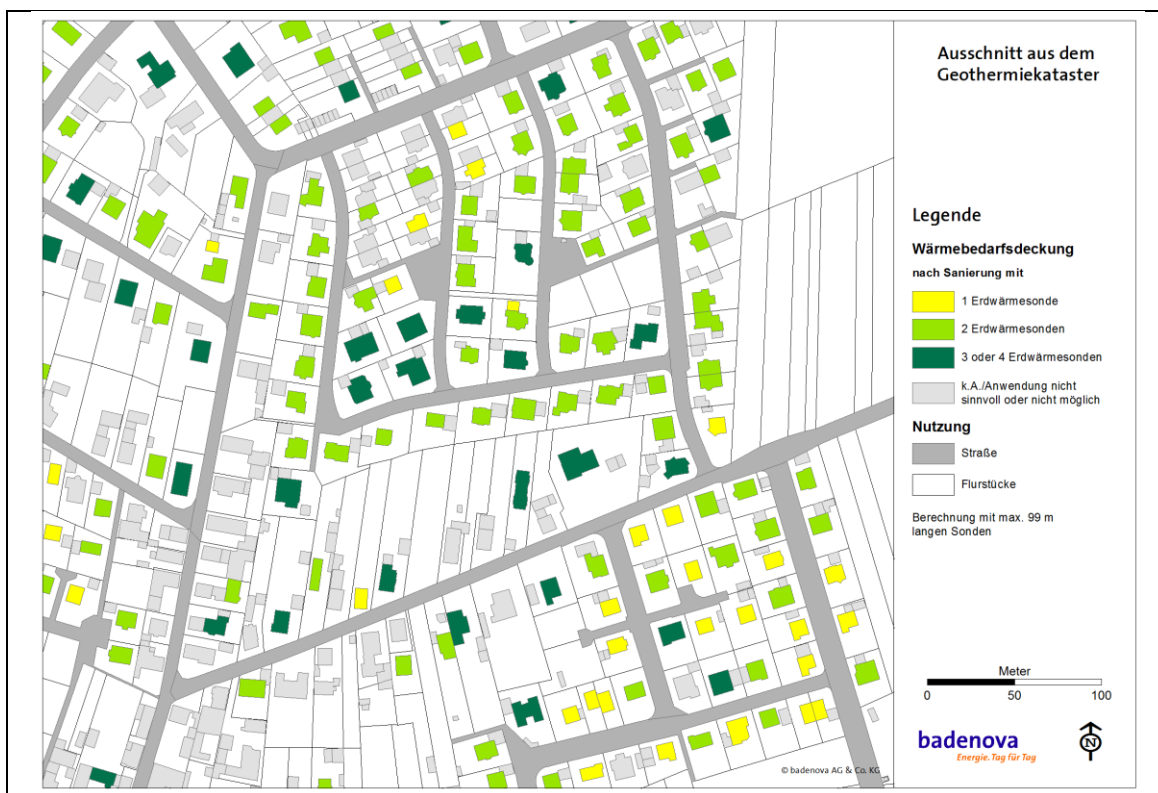 Ausschnitt aus dem
Geothermiekataster
Legende
Wärmebedarfsdeckung
nach Sanierung mit
1 Erdwärmesonde
2 Erdwärmesonden
3 oder 4 Erdwärmesonden
k.A./Anwendung nicht
sinnvoll oder nicht möglich
Nutzung
Straße
Flurstücke
Berechnung mit max. 99 m
langen Sonden
Meter
0 50 100
badenova
Energie. Tag für Tag
N
© badenova AG & Co. KG